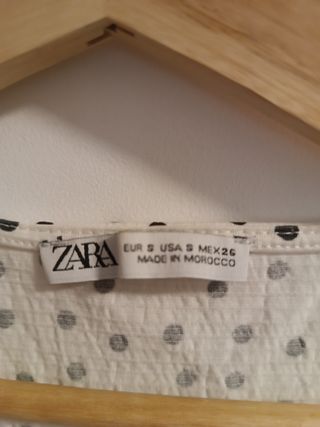 ZARA
EUR S USA S MEX 26
MADE IN MOROCCO